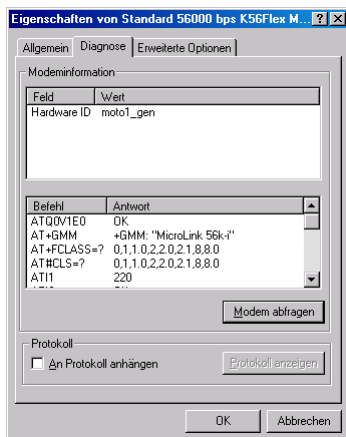 Eigenschaften von Standard 56000 bps K56Flex M...
Allgemein Diagnose Erweiterte Optionen
Modeminformation
Feld Wert
Hardware ID moto1_gen
Befehl Antwort
ATQ0V1E0 OK
AT+GMM +GMM: "MicroLink 56k-i"
AT+FCLASS=? 0,1,1.0,2,2.0,2.1,8,8.0
AT#CLS=? 0,1,1.0,2,2.0,2.1,8,8.0
ATI1 220
Modem abfragen
Protokoll
An Protokoll anhängen Protokoll anzeigen
OK Abbrechen